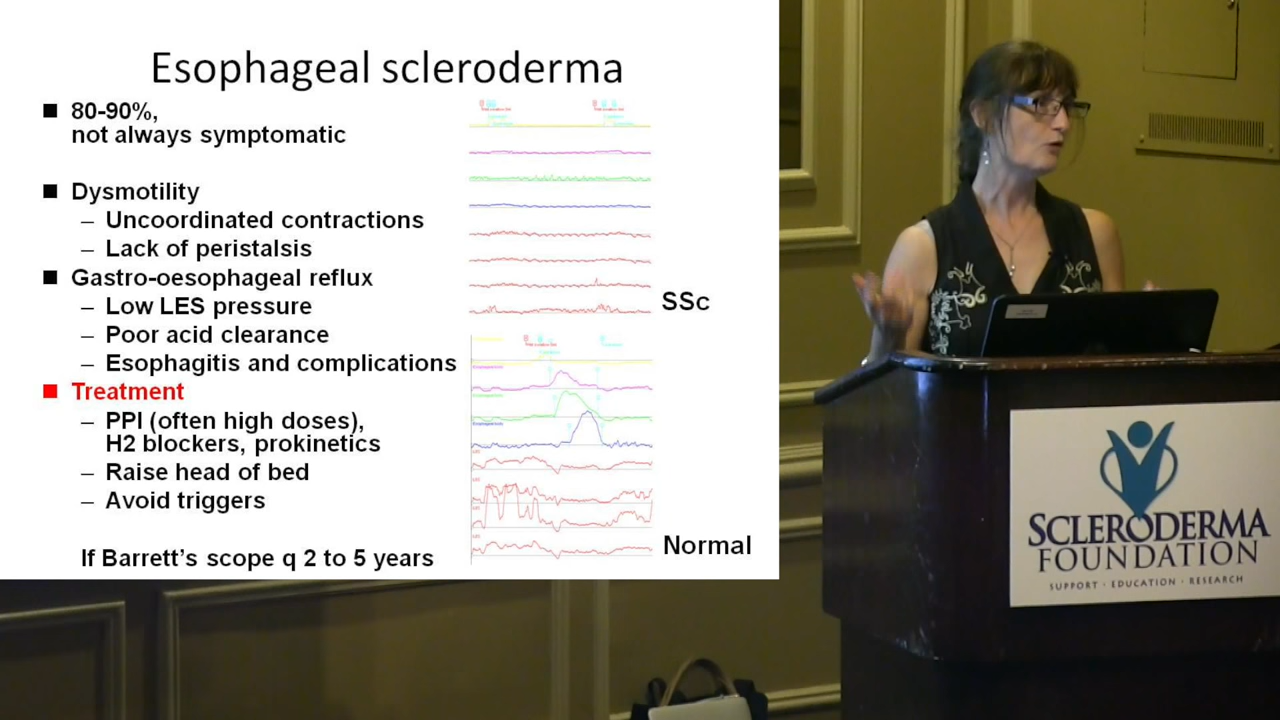 Esophageal scleroderma
80-90%,
not always symptomatic
Dysmotility
– Uncoordinated contractions
– Lack of peristalsis
Gastro-oesophageal reflux
– Low LES pressure
– Poor acid clearance
– Esophagitis and complications
Treatment
– PPI (often high doses),
H2 blockers, prokinetics
– Raise head of bed
– Avoid triggers
If Barrett's scope q 2 to 5 years
SSc
Normal
SCLERODERMA
FOUNDATION
SUPPORT · EDUCATION · RESEARCH